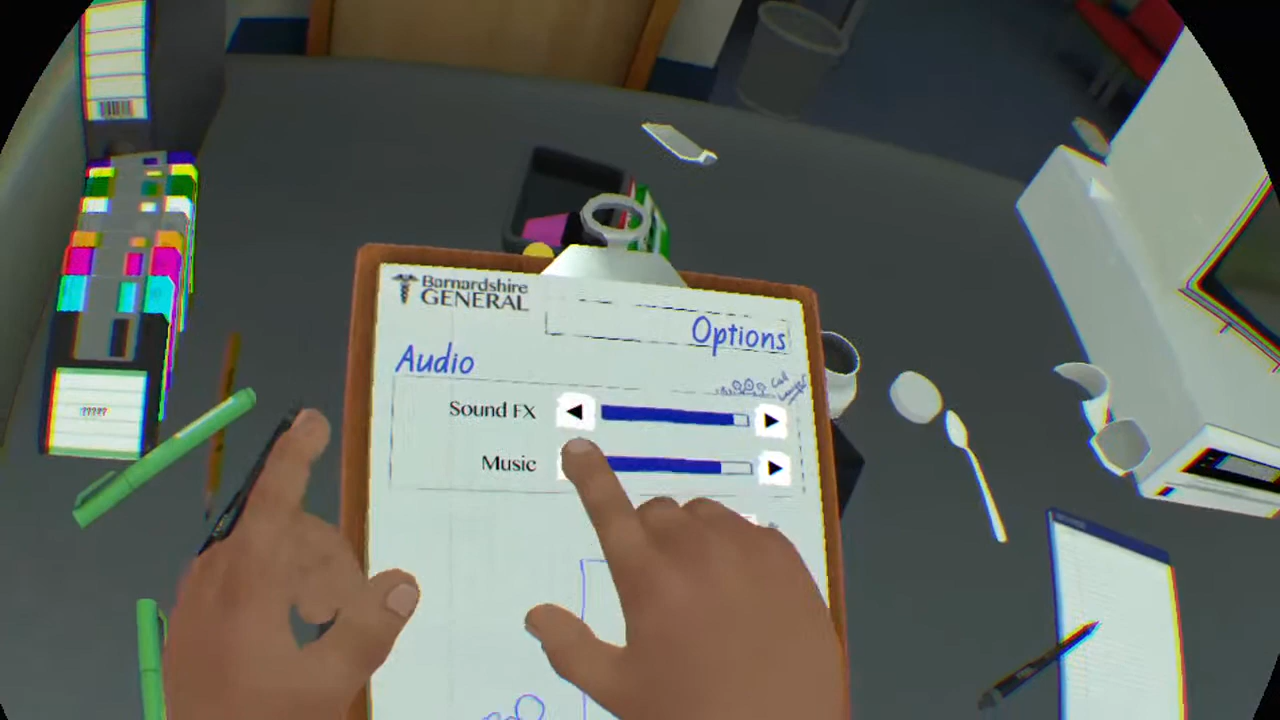 Barnardshire
GENERAL
Options
Audio
Sound FX
Music
?????